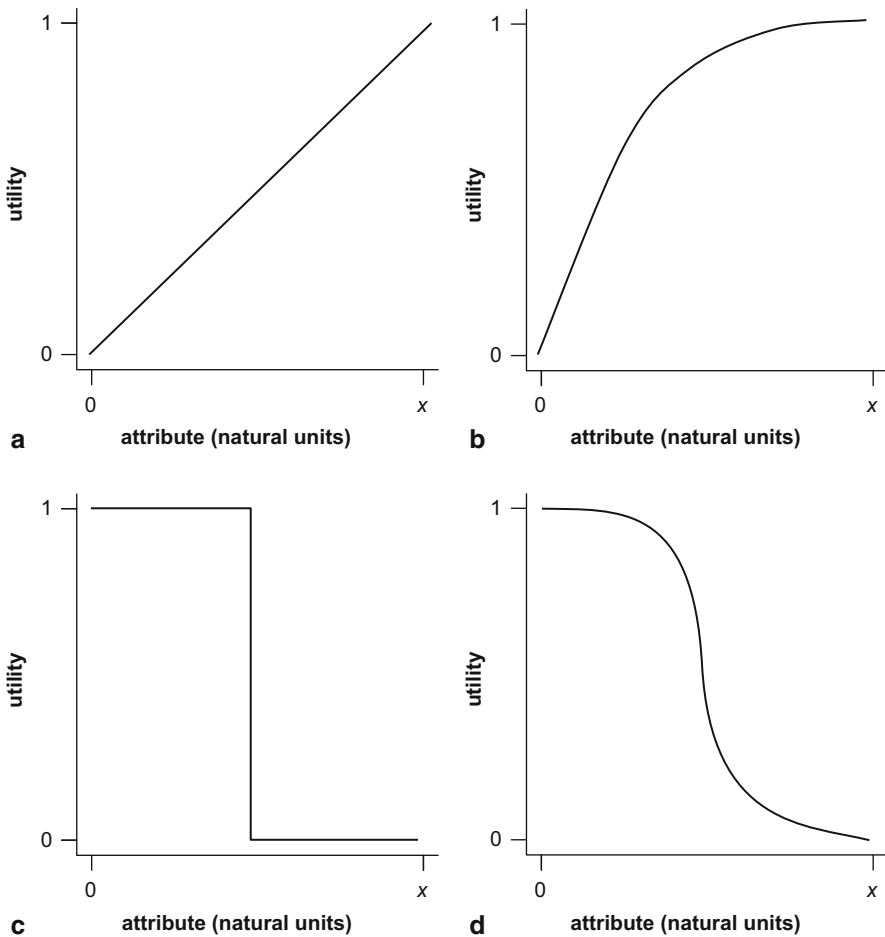 1
utility
0
0
x
a
attribute (natural units)
1
utility
0
0
x
b
attribute (natural units)
1
utility
0
0
x
c
attribute (natural units)
1
utility
0
0
x
d
attribute (natural units)